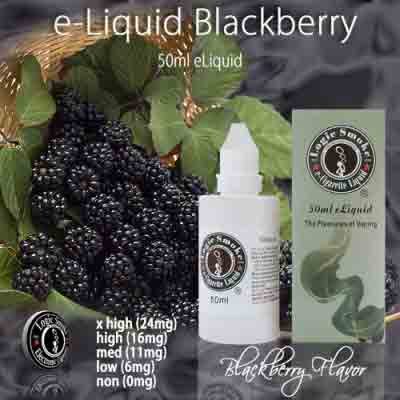 e-Liquid Blackberry
50ml eLiquid
Logic Smoke
e-Cigarette Liquid
®
50ml eLiquid
The Pleasures of Vaping
Logic Smoke
e-Cigarette Liquid
®
50ml
x high (24mg)
high (16mg)
med (11mg)
low (6mg)
non (0mg)
Blackberry Flavor